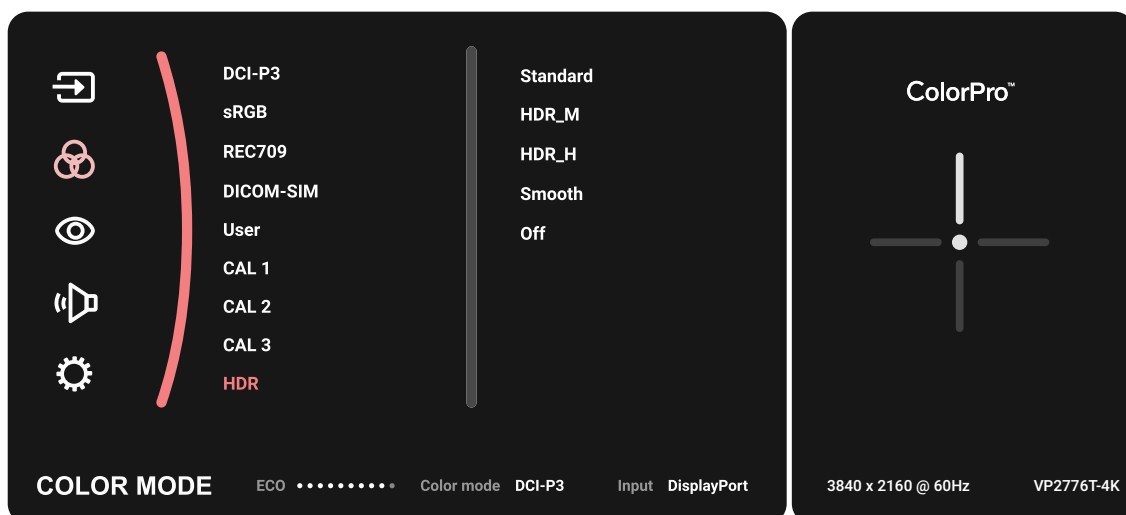 DCI-P3
sRGB
REC709
DICOM-SIM
User
CAL 1
CAL 2
CAL 3
HDR
Standard
HDR_M
HDR_H
Smooth
Off
COLOR MODE
ECO
Color mode DCI-P3
Input DisplayPort
ColorPro™
3840 x 2160 @ 60Hz
VP2776T-4K